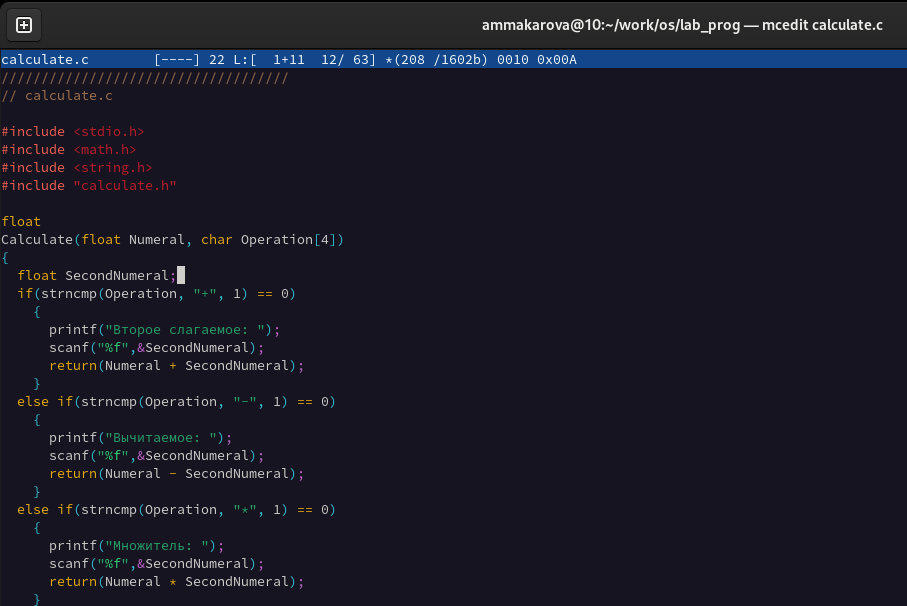 ammakarova@10:~/work/os/lab_prog — mcedit calculate.c
calculate.c        [----] 22 L:[  1+11  12/ 63] *(208 /1602b) 0010 0x00A
////////////////////////////////////
// calculate.c

#include <stdio.h>
#include <math.h>
#include <string.h>
#include "calculate.h"

float
Calculate(float Numeral, char Operation[4])
{
  float SecondNumeral;
  if(strncmp(Operation, "+", 1) == 0)
    {
      printf("Второе слагаемое: ");
      scanf("%f",&SecondNumeral);
      return(Numeral + SecondNumeral);
    }
  else if(strncmp(Operation, "-", 1) == 0)
    {
      printf("Вычитаемое: ");
      scanf("%f",&SecondNumeral);
      return(Numeral - SecondNumeral);
    }
  else if(strncmp(Operation, "*", 1) == 0)
    {
      printf("Множитель: ");
      scanf("%f",&SecondNumeral);
      return(Numeral * SecondNumeral);
    }